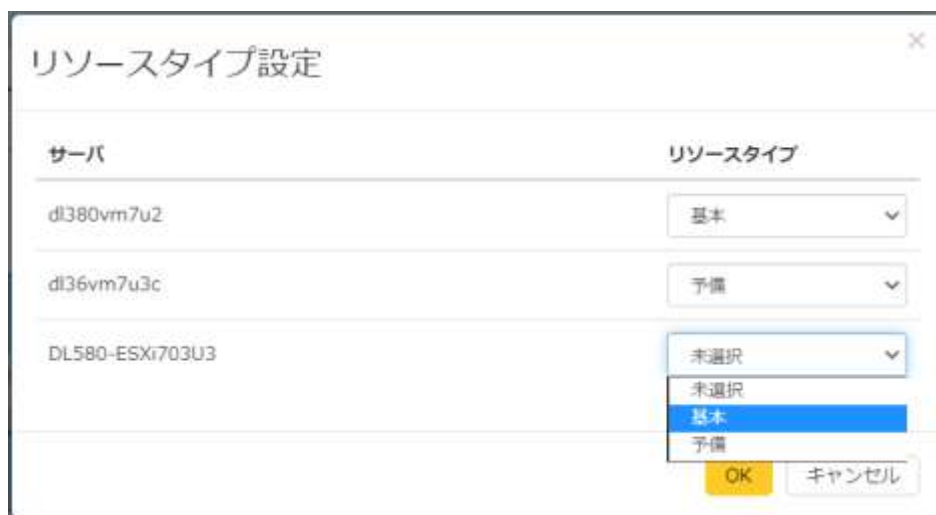 リソースタイプ設定
×
サーバ リソースタイプ
dl380vm7u2 基本
dl36vm7u3c 予備
DL580-ESXi703U3 未選択
未選択
基本
予備
OK キャンセル